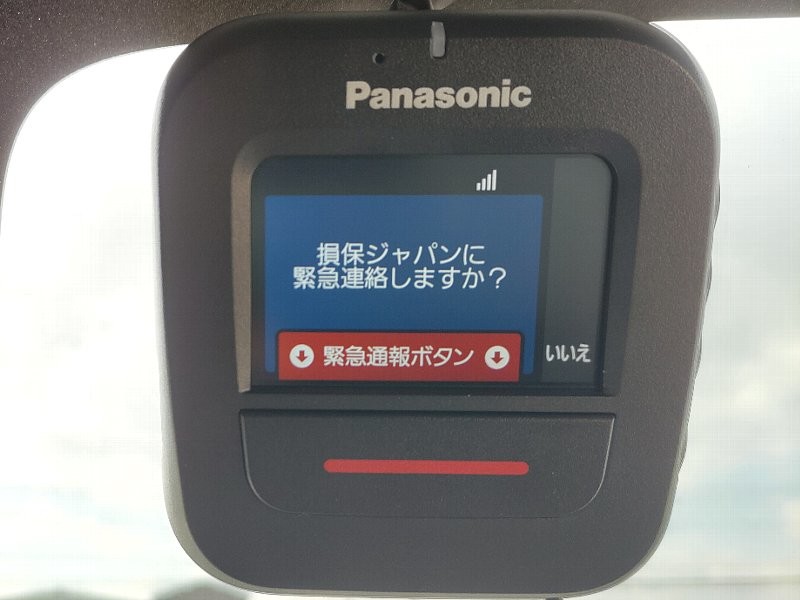 Panasonic
損保ジャパンに
緊急連絡しますか？
緊急通報ボタン
いいえ